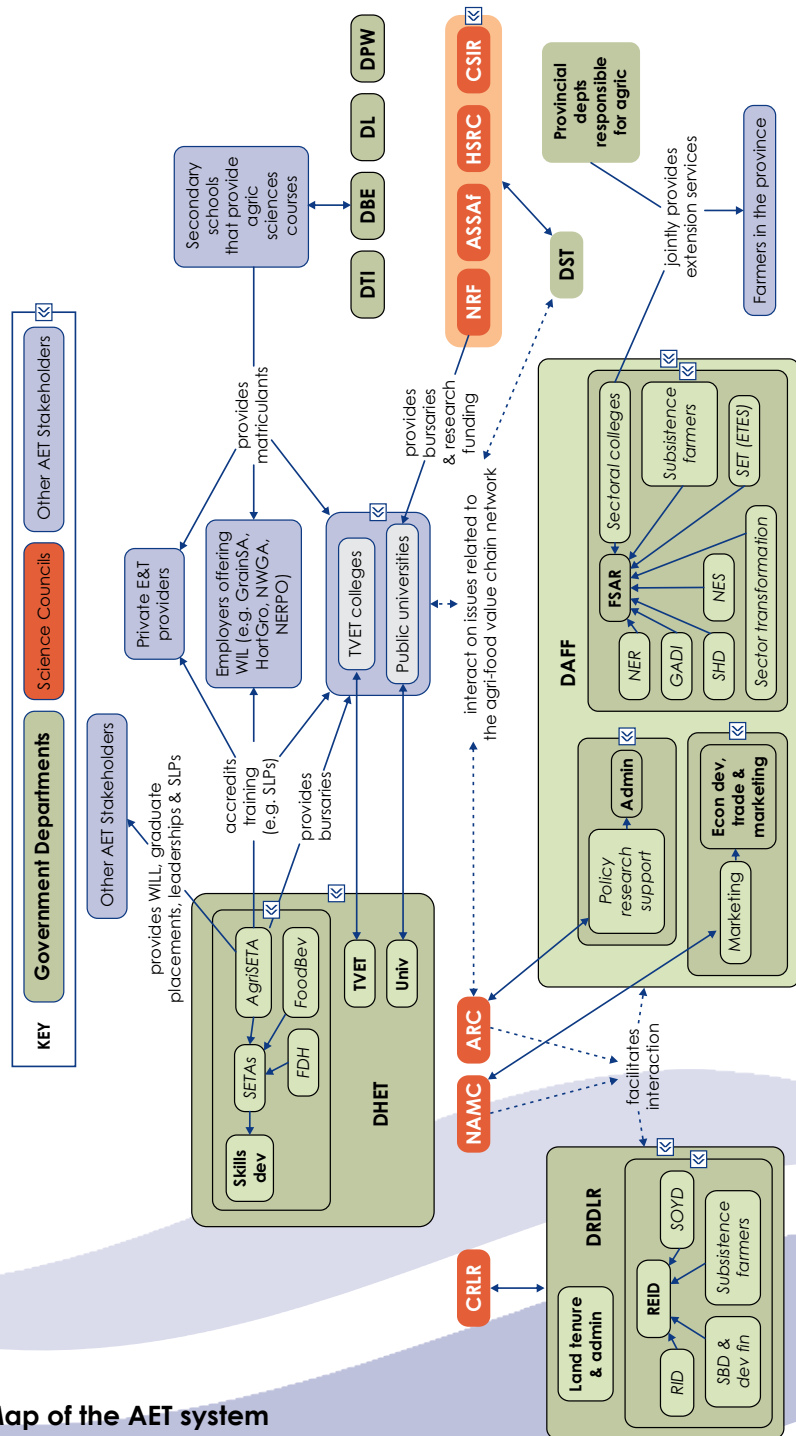 Map of the AET system
KEY
Government Departments
Science Councils
Other AET Stakeholders
Other AET Stakeholders
provides WILL, graduate
placements, leaderships & SLPs
Private E&T
providers
Secondary
schools
that provide
agric
sciences
courses
provides
matriculants
accredits
training
(e.g. SLPs)
Employers offering
WIL (e.g. GrainSA,
HortGro, NWGA,
NERPO)
provides
bursaries
DTI
DBE
DL
DPW
AgriSETA
SETAs
FoodBev
FDH
Skills
dev
TVET
Univ
DHET
TVET colleges
Public universities
provides
bursaries
& research
funding
NRF
ASSAf
HSRC
CSIR
DST
interact on issues related to
the agri-food value chain network
CRLR
NAMC
ARC
facilitates
interaction
Provincial
depts
responsible
for agric
jointly provides
extension services
Farmers in the province
DRDLR
Land tenure
& admin
REID
SOYD
RID
SBD &
dev fin
Subsistence
farmers
DAFF
Policy
research
support
Admin
Marketing
Econ dev,
trade &
marketing
FSAR
Sectoral colleges
Subsistence
farmers
SET (ETES)
NER
GADI
SHD
NES
Sector transformation